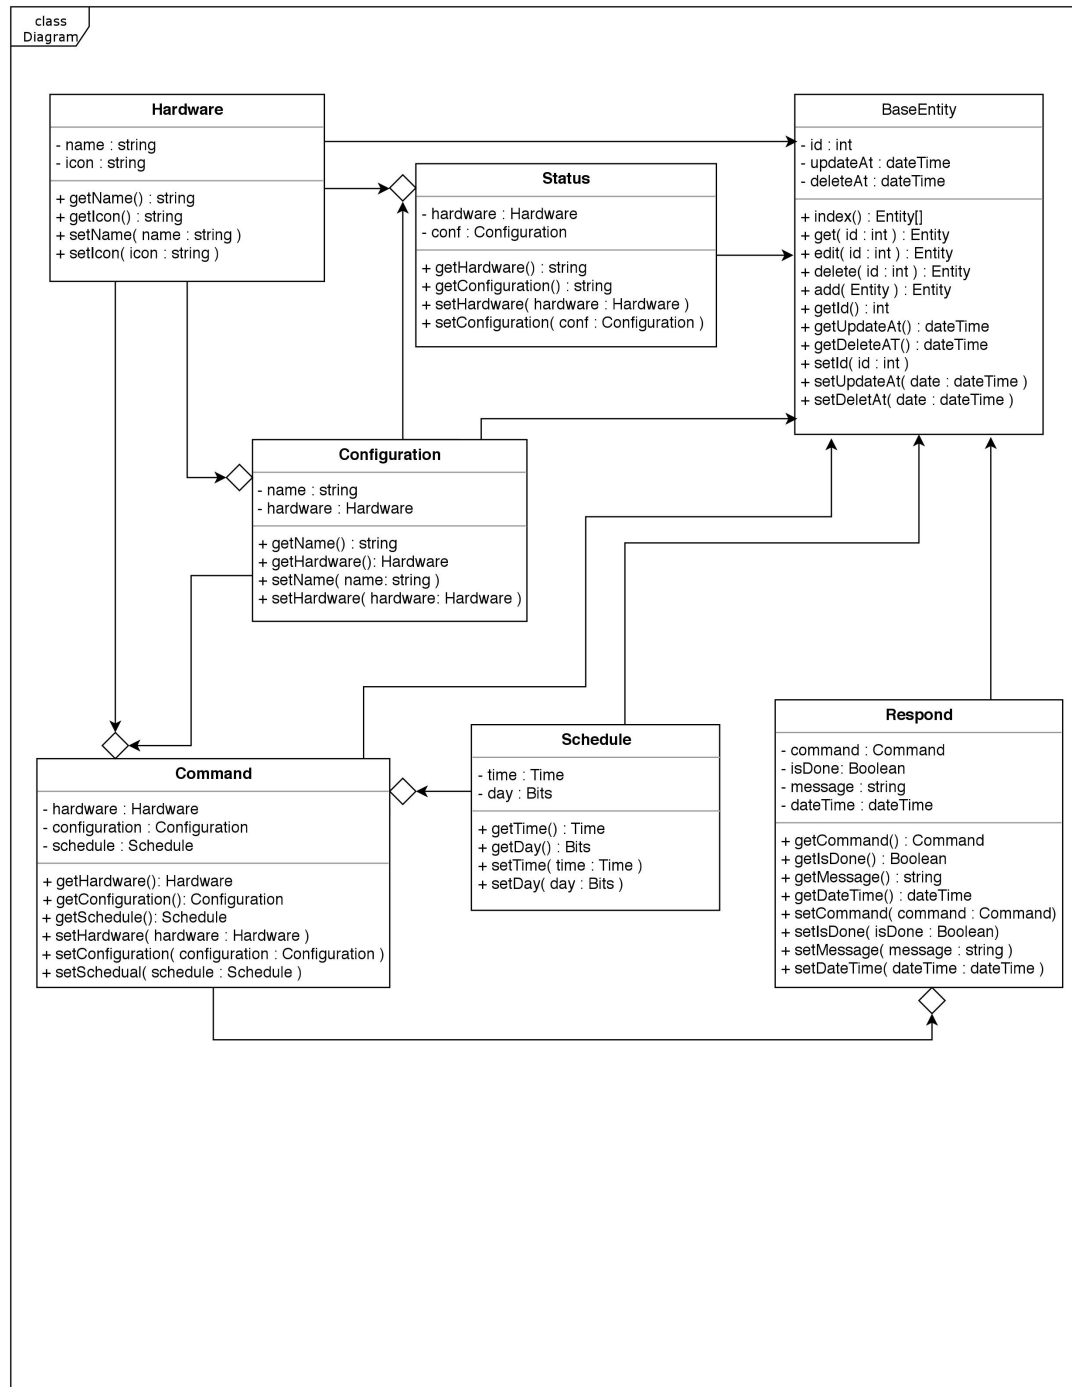 class
Diagram
Hardware
- name : string
- icon : string
+ getName() : string
+ getIcon() : string
+ setName( name : string )
+ setIcon( icon : string )
BaseEntity
- id : int
- updateAt : dateTime
- deleteAt : dateTime
+ index() : Entity[]
+ get( id : int ) : Entity
+ edit( id : int ) : Entity
+ delete( id : int ) : Entity
+ add( Entity ) : Entity
+ getId() : int
+ getUpdateAt() : dateTime
+ getDeleteAT() : dateTime
+ setId( id : int )
+ setUpdateAt( date : dateTime )
+ setDeletAt( date : dateTime )
Status
- hardware : Hardware
- conf : Configuration
+ getHardware() : string
+ getConfiguration() : string
+ setHardware( hardware : Hardware )
+ setConfiguration( conf : Configuration )
Configuration
- name : string
- hardware : Hardware
+ getName() : string
+ getHardware(): Hardware
+ setName( name: string )
+ setHardware( hardware: Hardware )
Command
- hardware : Hardware
- configuration : Configuration
- schedule : Schedule
+ getHardware(): Hardware
+ getConfiguration(): Configuration
+ getSchedule(): Schedule
+ setHardware( hardware : Hardware )
+ setConfiguration( configuration : Configuration )
+ setSchedual( schedule : Schedule )
Schedule
- time : Time
- day : Bits
+ getTime() : Time
+ getDay() : Bits
+ setTime( time : Time )
+ setDay( day : Bits )
Respond
- command : Command
- isDone: Boolean
- message : string
- dateTime : dateTime
+ getCommand() : Command
+ getIsDone() : Boolean
+ getMessage() : string
+ getDateTime() : dateTime
+ setCommand( command : Command)
+ setIsDone( isDone : Boolean)
+ setMessage( message : string )
+ setDateTime( dateTime : dateTime )